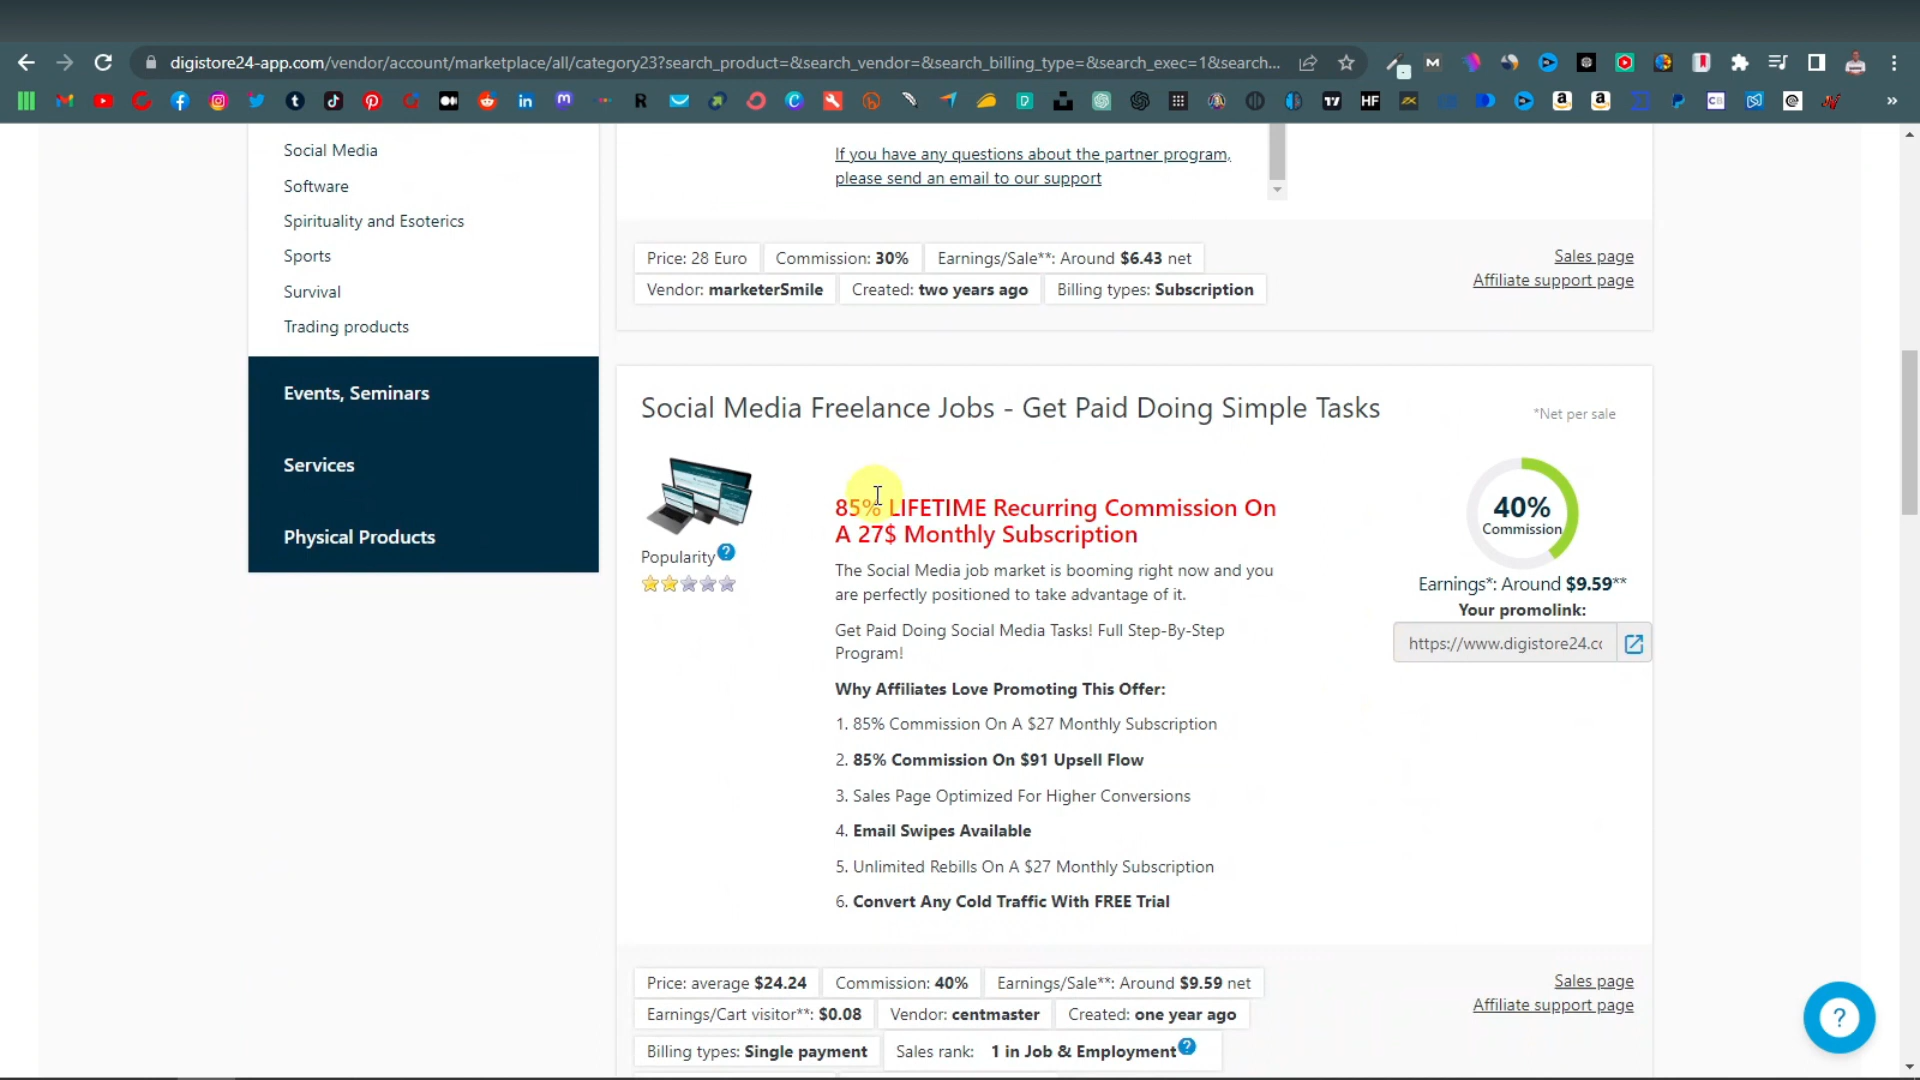 digistore24-app.com/vendor/account/marketplace/all/category23?search_product=&search_vendor=&search_billing_type=&search_exec=1&search...
Social Media
Software
Spirituality and Esoterics
Sports
Survival
Trading products
Events, Seminars
Services
Physical Products
If you have any questions about the partner program,
please send an email to our support
Price: 28 Euro Commission: 30% Earnings/Sale**: Around $6.43 net
Vendor: marketerSmile Created: two years ago Billing types: Subscription
Sales page
Affiliate support page
Social Media Freelance Jobs - Get Paid Doing Simple Tasks
*Net per sale
Popularity
85% LIFETIME Recurring Commission On
A 27$ Monthly Subscription
The Social Media job market is booming right now and you
are perfectly positioned to take advantage of it.
Get Paid Doing Social Media Tasks! Full Step-By-Step
Program!
Why Affiliates Love Promoting This Offer:
1. 85% Commission On A $27 Monthly Subscription
2. 85% Commission On $91 Upsell Flow
3. Sales Page Optimized For Higher Conversions
4. Email Swipes Available
5. Unlimited Rebills On A $27 Monthly Subscription
6. Convert Any Cold Traffic With FREE Trial
40%
Commission
Earnings*: Around $9.59**
Your promolink:
https://www.digistore24.cc
Price: average $24.24 Commission: 40% Earnings/Sale**: Around $9.59 net
Earnings/Cart visitor**: $0.08 Vendor: centmaster Created: one year ago
Billing types: Single payment Sales rank: 1 in Job & Employment
Sales page
Affiliate support page